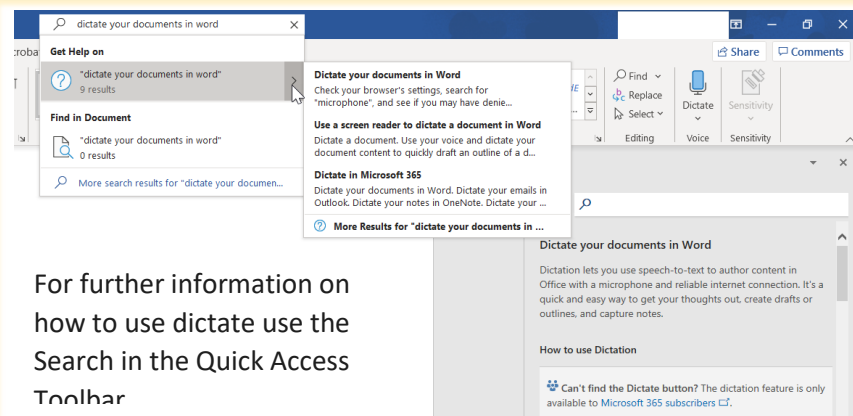 dictate your documents in word
croba
Share
Comments
Get Help on
"dictate your documents in word"
9 results
Find in Document
"dictate your documents in word"
0 results
More search results for "dictate your documen...
Dictate your documents in Word
Check your browser's settings, search for
"microphone", and see if you may have denie...
Use a screen reader to dictate a document in Word
Dictate a document. Use your voice and dictate your
document content to quickly draft an outline of a d...
Dictate in Microsoft 365
Dictate your documents in Word. Dictate your emails in
Outlook. Dictate your notes in OneNote. Dictate your ...
More Results for "dictate your documents in ...
Find
Replace
Select
Editing
Dictate
Voice
Sensitivity
Sensitivity
Dictate your documents in Word
Dictation lets you use speech-to-text to author content in
Office with a microphone and reliable internet connection. It's a
quick and easy way to get your thoughts out, create drafts or
outlines, and capture notes.
How to use Dictation
Can't find the Dictate button? The dictation feature is only
available to Microsoft 365 subscribers
For further information on
how to use dictate use the
Search in the Quick Access
Toolbar